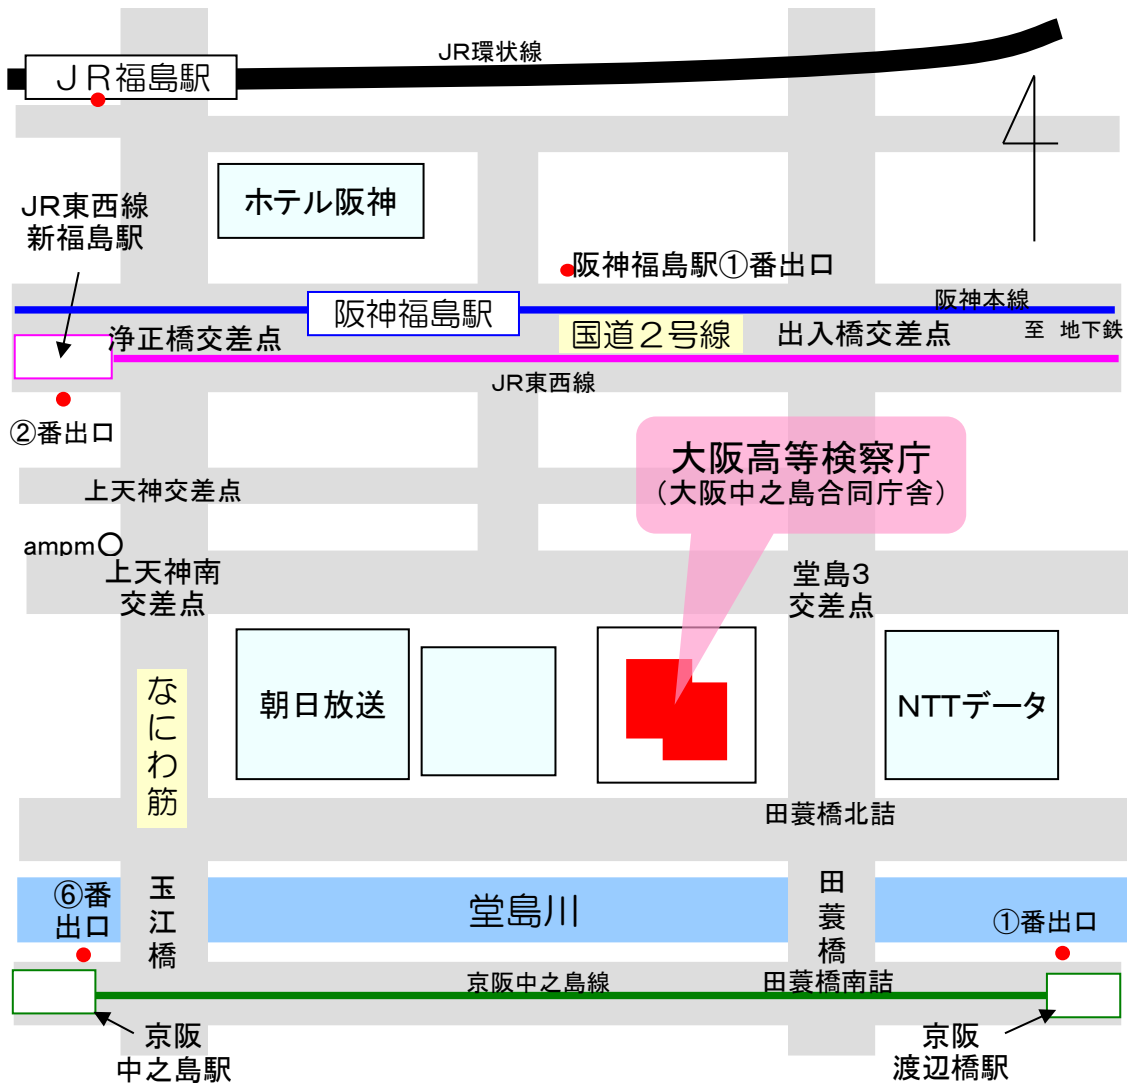 JR環状線
ＪＲ福島駅
ホテル阪神
JR東西線
新福島駅
阪神福島駅①番出口
阪神本線
阪神福島駅
国道２号線
出入橋交差点
至 地下鉄
浄正橋交差点
JR東西線
②番出口
大阪高等検察庁
（大阪中之島合同庁舎）
上天神交差点
ampm
上天神南
交差点
堂島3
交差点
朝日放送
NTTデータ
なにわ筋
田蓑橋北詰
⑥番
出口
玉江橋
堂島川
田蓑橋
①番出口
京阪中之島線
田蓑橋南詰
京阪
中之島駅
京阪
渡辺橋駅